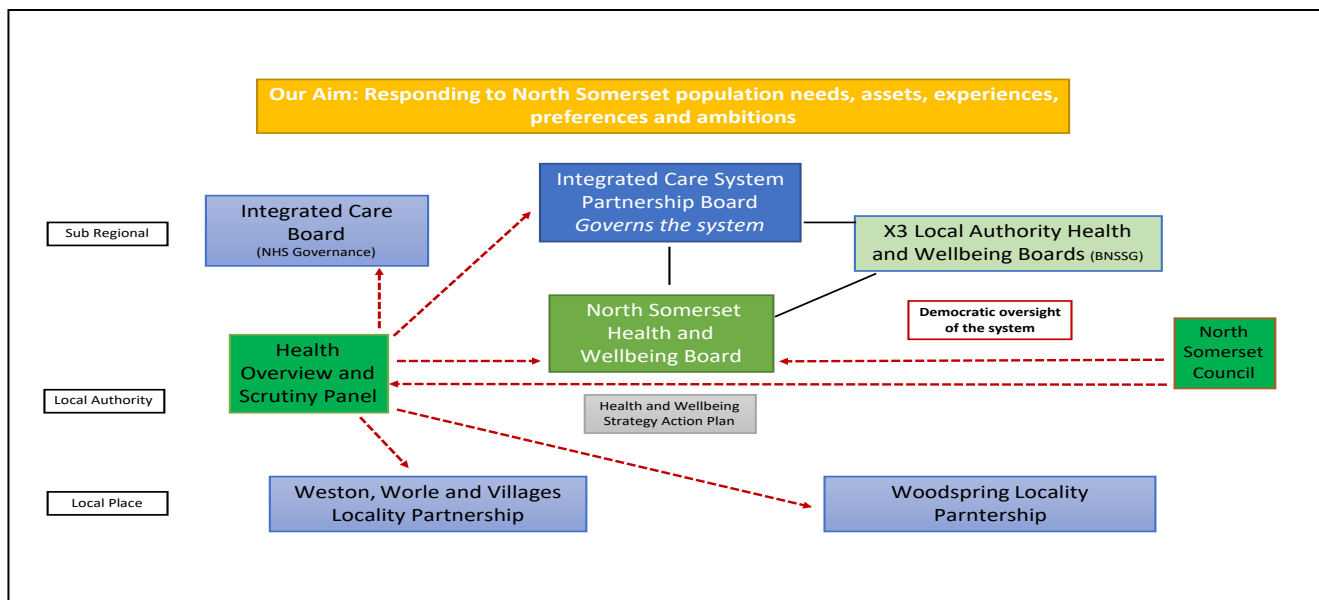 Our Aim: Responding to North Somerset population needs, assets, experiences,
preferences and ambitions
Integrated Care System
Partnership Board
Governs the system
Integrated Care
Board
(NHS Governance)
Sub Regional
X3 Local Authority Health
and Wellbeing Boards (BNSSG)
North Somerset
Health and
Wellbeing Board
Democratic oversight
of the system
North
Somerset
Council
Health
Overview and
Scrutiny Panel
Local Authority
Health and Wellbeing
Strategy Action Plan
Local Place
Weston, Worle and Villages
Locality Partnership
Woodspring Locality
Parntership